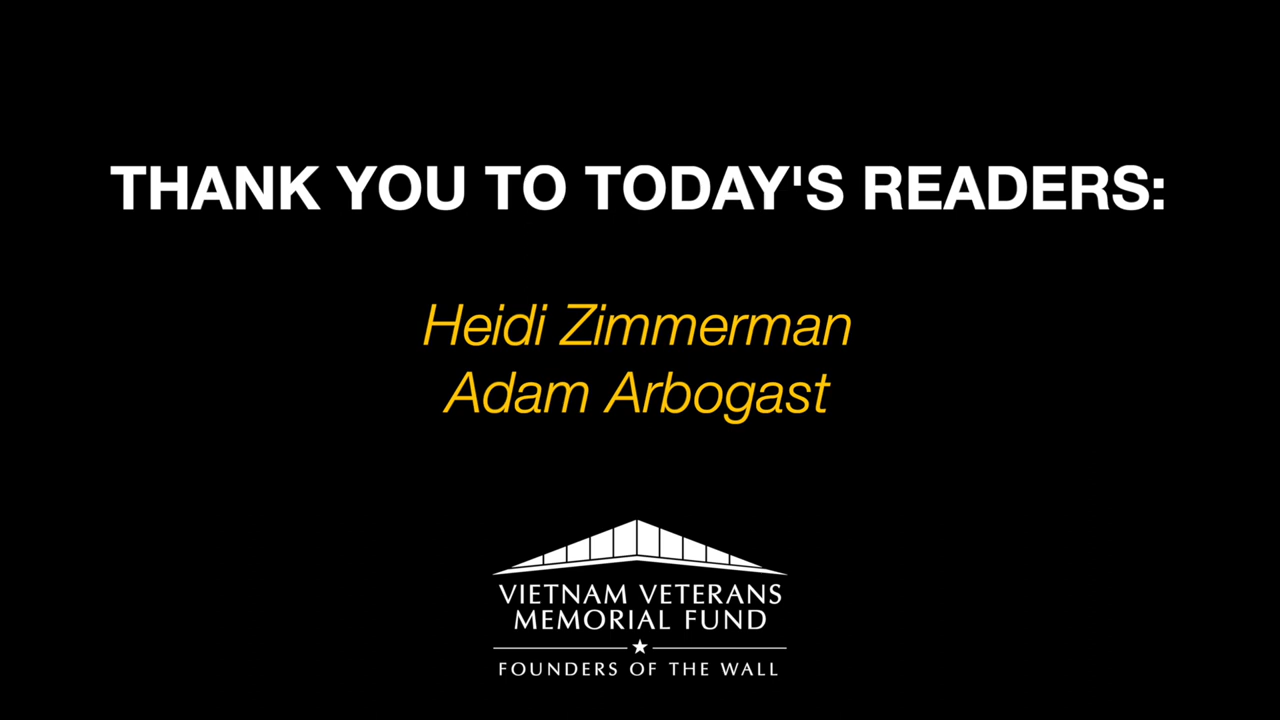 THANK YOU TO TODAY'S READERS:
Heidi Zimmerman
Adam Arbogast
VIETNAM VETERANS
MEMORIAL FUND
FOUNDERS OF THE WALL